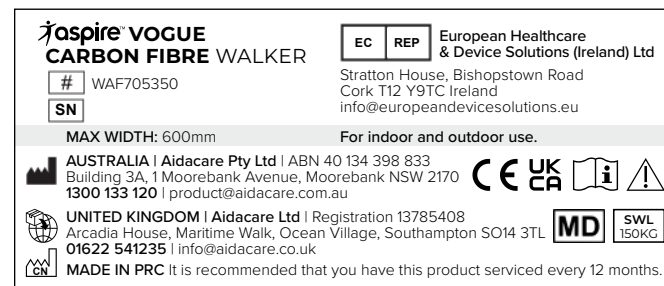 aspire™ VOGUE
CARBON FIBRE WALKER
# WAF705350
SN
EC REP
European Healthcare
& Device Solutions (Ireland) Ltd
Stratton House, Bishopstown Road
Cork T12 Y9TC Ireland
info@europeandevicesolutions.eu
MAX WIDTH: 600mm
For indoor and outdoor use.
AUSTRALIA | Aidacare Pty Ltd | ABN 40 134 398 833
Building 3A, 1 Moorebank Avenue, Moorebank NSW 2170
1300 133 120 | product@aidacare.com.au
CE UK
CA
i
UNITED KINGDOM | Aidacare Ltd | Registration 13785408
Arcadia House, Maritime Walk, Ocean Village, Southampton SO14 3TL
01622 541235 | info@aidacare.co.uk
MD
SWL
150KG
CN
MADE IN PRC It is recommended that you have this product serviced every 12 months.